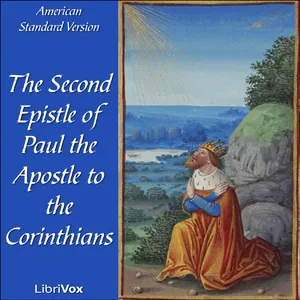 American
Standard Version
The Second
Epistle of
Paul the
Apostle to
the
Corinthians
LibriVox